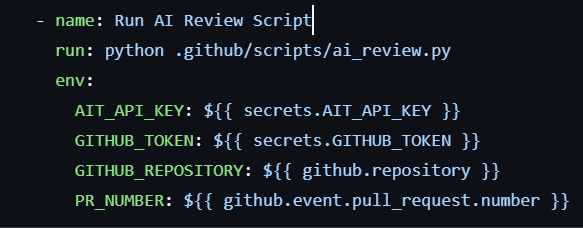 - name: Run AI Review Script
run: python .github/scripts/ai_review.py
env:
AIT_API_KEY: ${{ secrets.AIT_API_KEY }}
GITHUB_TOKEN: ${{ secrets.GITHUB_TOKEN }}
GITHUB_REPOSITORY: ${{ github.repository }}
PR_NUMBER: ${{ github.event.pull_request.number }}